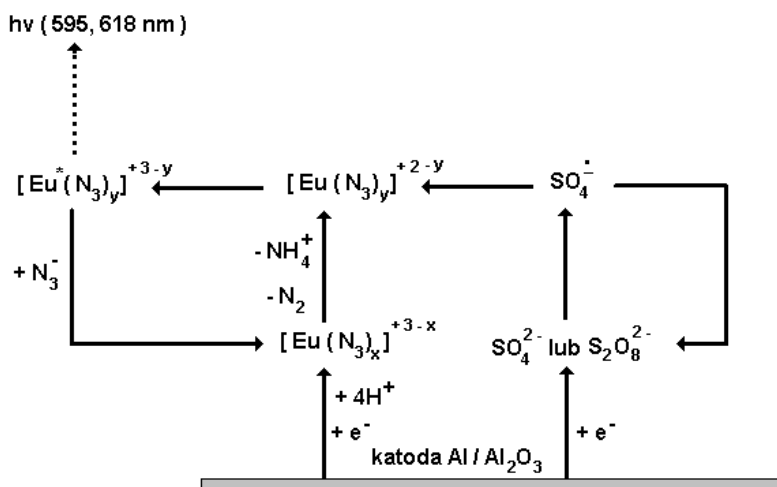 hv ( 595, 618 nm )
[ Eu*( N₃)y]⁺³⁻ʸ
[ Eu ( N₃)y]⁺²⁻ʸ
SO₄•⁻
- NH₄⁺
+ N₃⁻
- N₂
[ Eu ( N₃)ₓ]⁺³⁻ˣ
SO₄²⁻ lub S₂O₈²⁻
+ 4H⁺
+ e⁻
+ e⁻
katoda Al / Al₂O₃